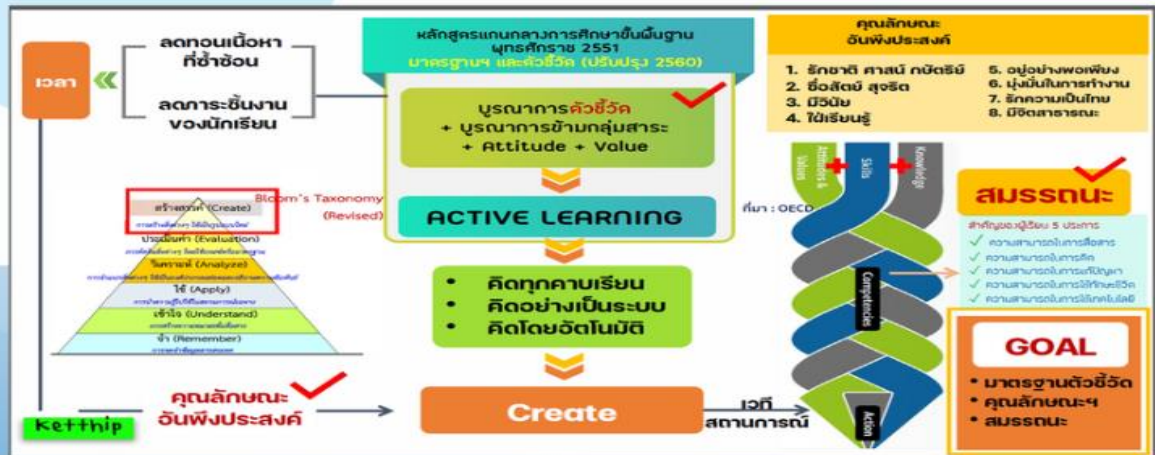 เวลา
ลดทอนเนื้อหา
ที่ซ้ำซ้อน
ลดภาระชิ้นงาน
ของนักเรียน
หลักสูตรแกนกลางการศึกษาขั้นพื้นฐาน
พุทธศักราช 2551
มาตรฐานฯ และตัวชี้วัด (ปรับปรุง 2560)
บูรณาการตัวชี้วัด
+ บูรณาการข้ามกลุ่มสาระ
+ Attitude + Value
ACTIVE LEARNING
• คิดทุกคาบเรียน
• คิดอย่างเป็นระบบ
• คิดโดยอัตโนมัติ
Create
คุณลักษณะ
อันพึงประสงค์
1. รักชาติ ศาสน์ กษัตริย์
2. ซื่อสัตย์ สุจริต
3. มีวินัย
4. ใฝ่เรียนรู้
5. อยู่อย่างพอเพียง
6. มุ่งมั่นในการทำงาน
7. รักความเป็นไทย
8. มีจิตสาธารณะ
Bloom's Taxonomy
(Revised)
สร้างสรรค์ (Create)
ประเมินค่า (Evaluation)
วิเคราะห์ (Analyze)
ใช้ (Apply)
เข้าใจ (Understand)
จำ (Remember)
Ketthip
คุณลักษณะ
อันพึงประสงค์
เวที
สถานการณ์
ที่มา : OECD
Attitudes &
Values
Skills
Knowledge
Competencies
Action
สมรรถนะ
สำคัญของผู้เรียน 5 ประการ
✓ ความสามารถในการสื่อสาร
✓ ความสามารถในการคิด
✓ ความสามารถในการแก้ปัญหา
✓ ความสามารถในการใช้ทักษะชีวิต
✓ ความสามารถในการใช้เทคโนโลยี
GOAL
• มาตรฐานตัวชี้วัด
• คุณลักษณะฯ
• สมรรถนะ